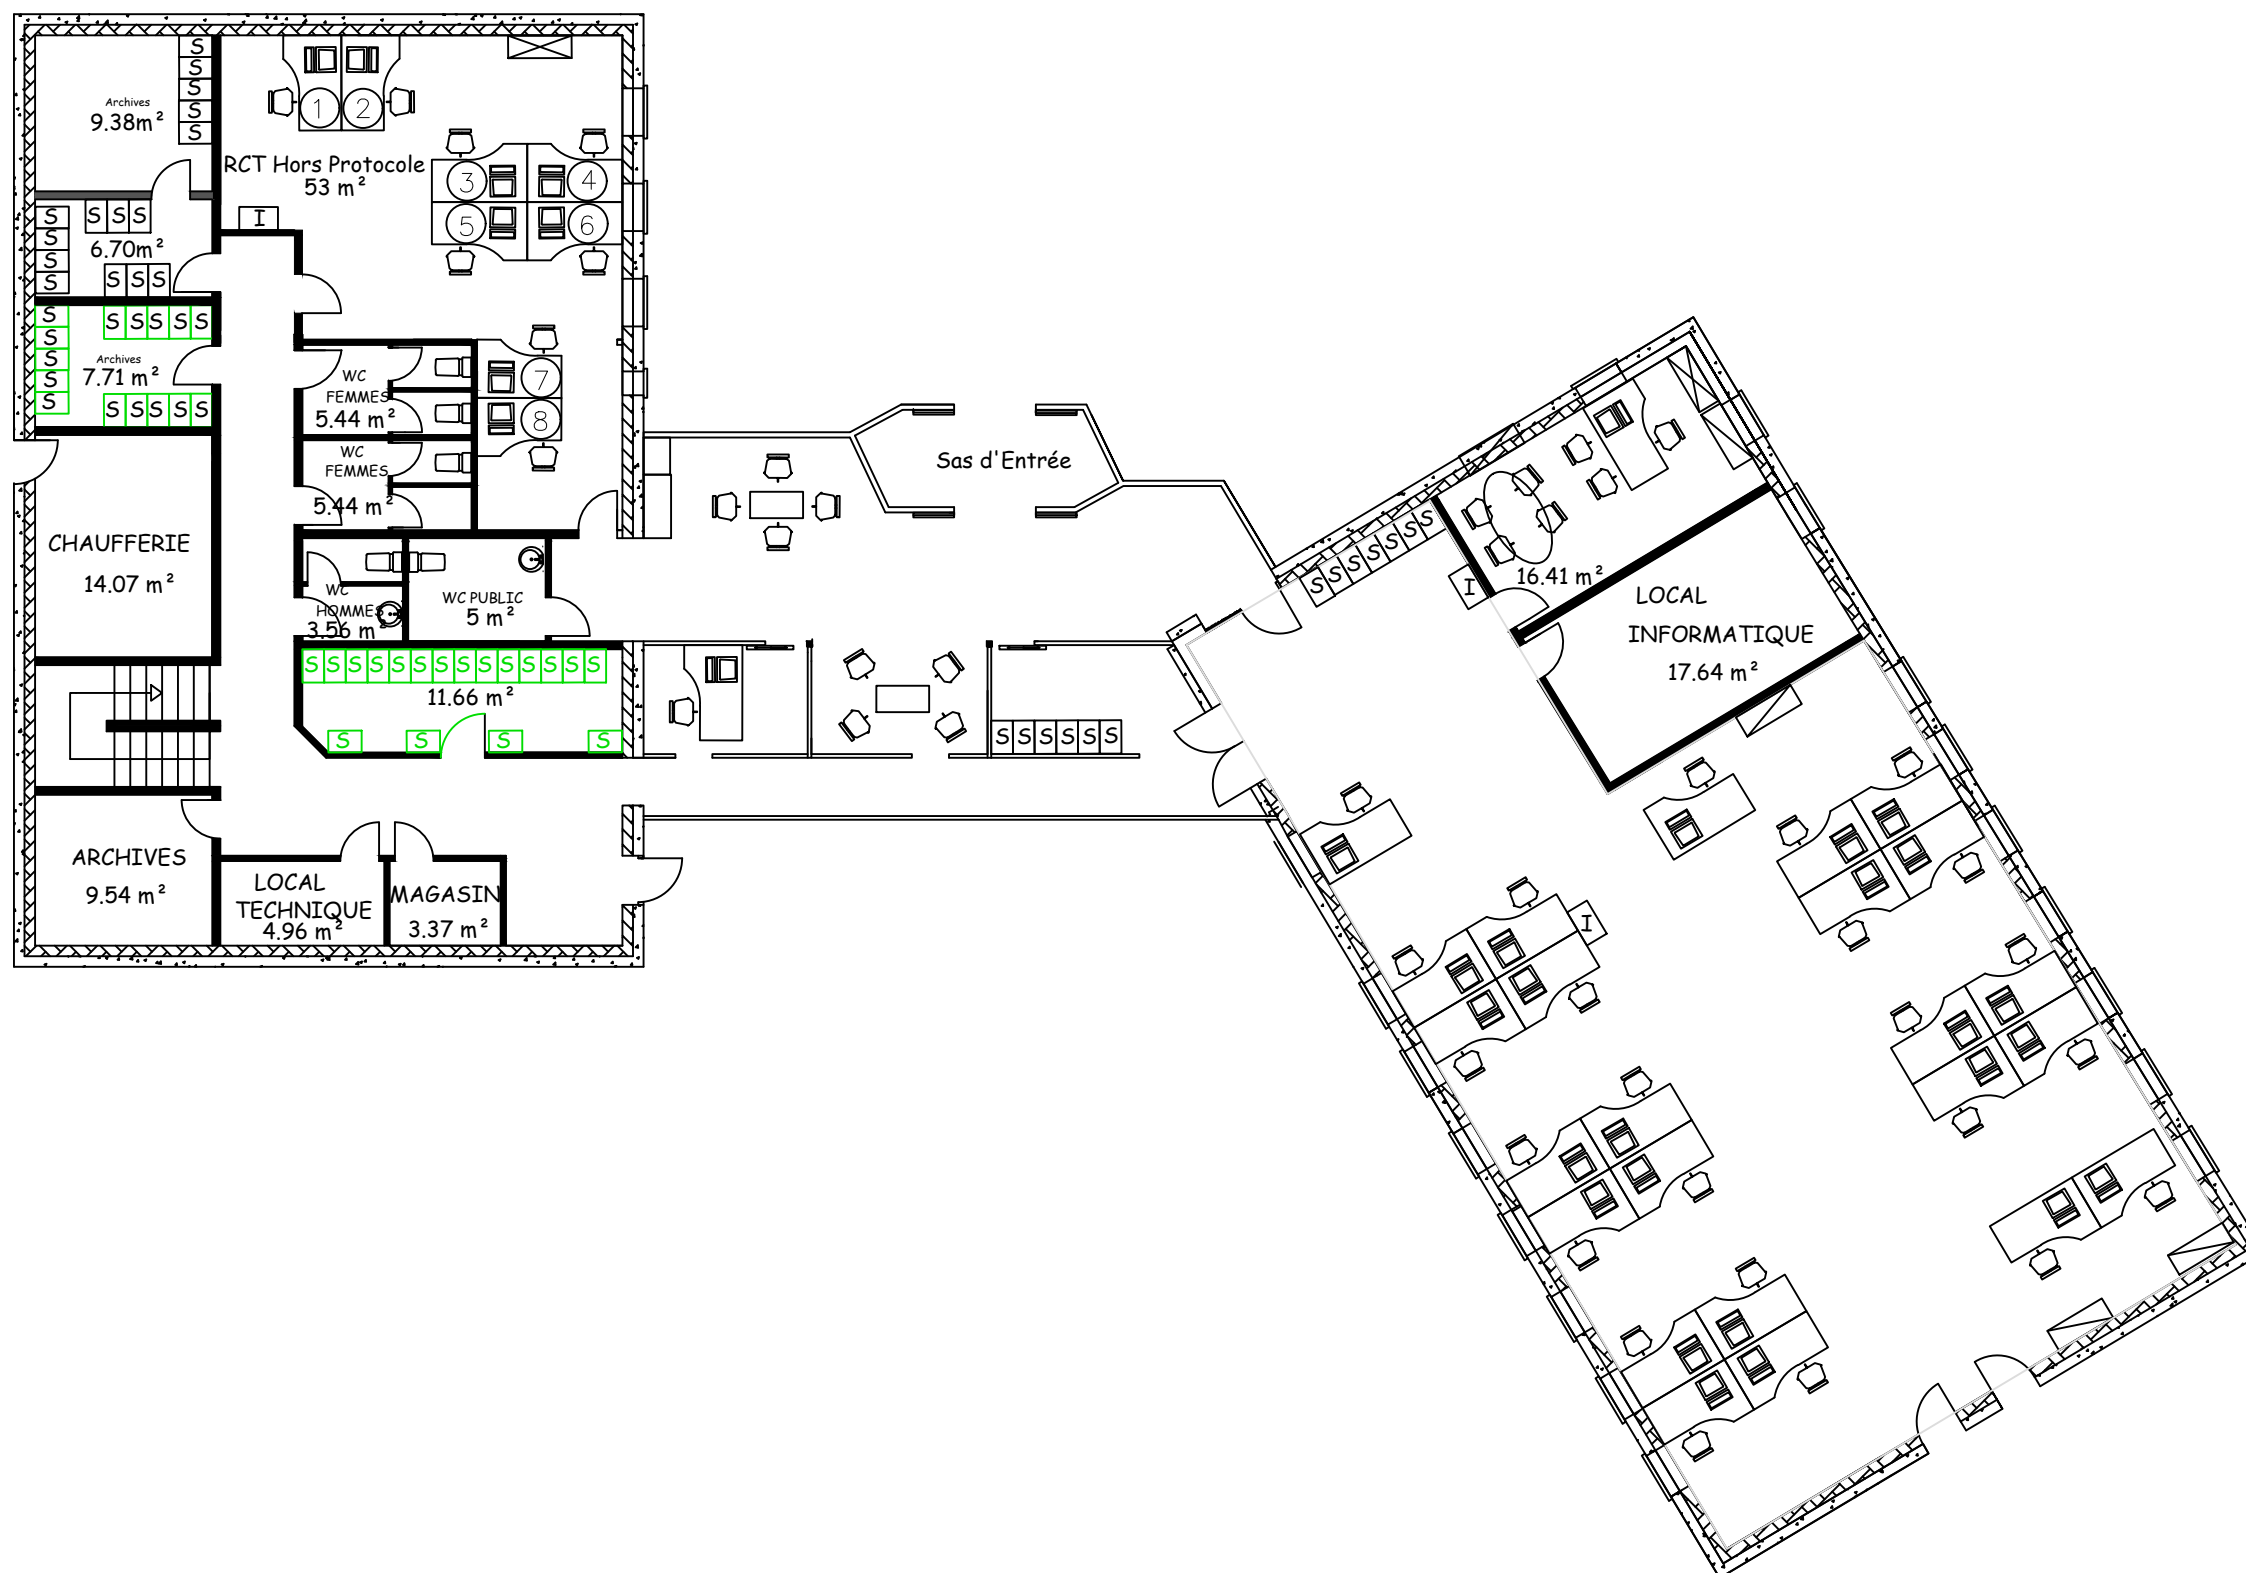 S
S
S
S
S
Archives
9.38m²
1
2
RCT Hors Protocole
53 m²
3
4
5
6
I
S S S
S
S
S
S
6.70m²
S S S
S
S
S
S
S
S S S S S
Archives
7.71 m²
S S S S S
WC
FEMMES
5.44 m²
7
8
WC
FEMMES
5.44 m²
Sas d'Entrée
CHAUFFERIE
14.07 m²
WC
HOMMES
3.56 m²
WC PUBLIC
5 m²
S S S S S S S S S S S S S S
11.66 m²
S S S S
S S S S S S
ARCHIVES
9.54 m²
LOCAL
TECHNIQUE
4.96 m²
MAGASIN
3.37 m²
S S S S S S S
I
16.41 m²
LOCAL
INFORMATIQUE
17.64 m²
I